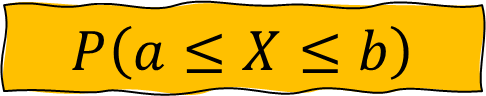 P(a ≤ X ≤ b)